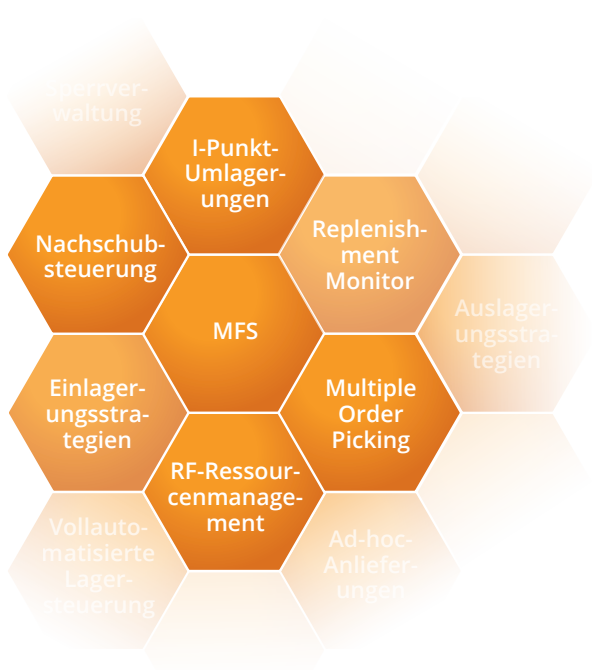 Sperrver-
waltung
I-Punkt-
Umlager-
ungen
Nachschub-
steuerung
Replenish-
ment
Monitor
MFS
Auslager-
ungsstra-
tegien
Einlager-
ungsstra-
tegien
Multiple
Order
Picking
RF-Ressour-
cenmanage-
ment
Vollauto-
matisierte
Lager-
steuerung
Ad-hoc-
Anliefer-
ungen